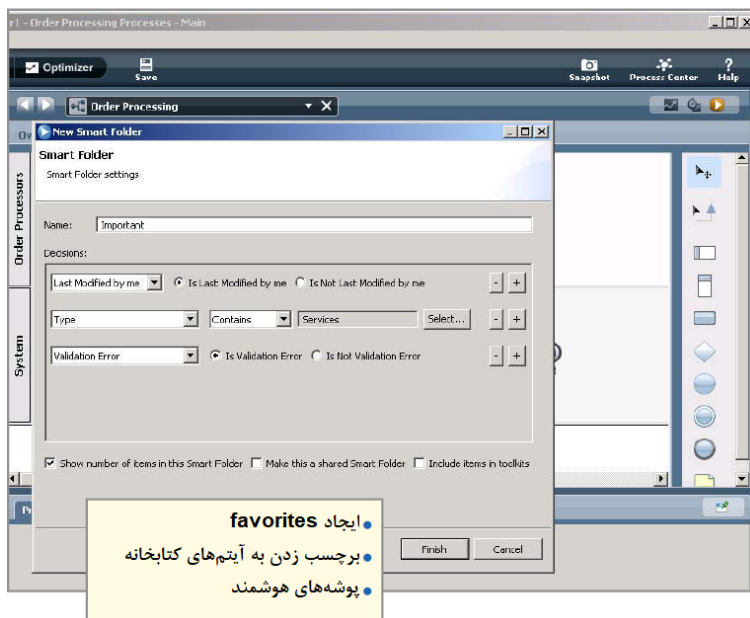 r1 - Order Processing Processes - Main
Optimizer
Save
Snapshot
Process Center
Help
Order Processing
Ov
New Smart Folder
Smart Folder
Smart Folder settings
Order Processors
System
Name: Important
Decisions:
Last Modified by me Is Last Modified by me Is Not Last Modified by me - +
Type Contains Services Select... - +
Validation Error Is Validation Error Is Not Validation Error - +
Show number of items in this Smart Folder Make this a shared Smart Folder Include items in toolkits
Finish Cancel
• ایجاد favorites
• برچسب زدن به آیتم‌های کتابخانه
• پوشه‌های هوشمند